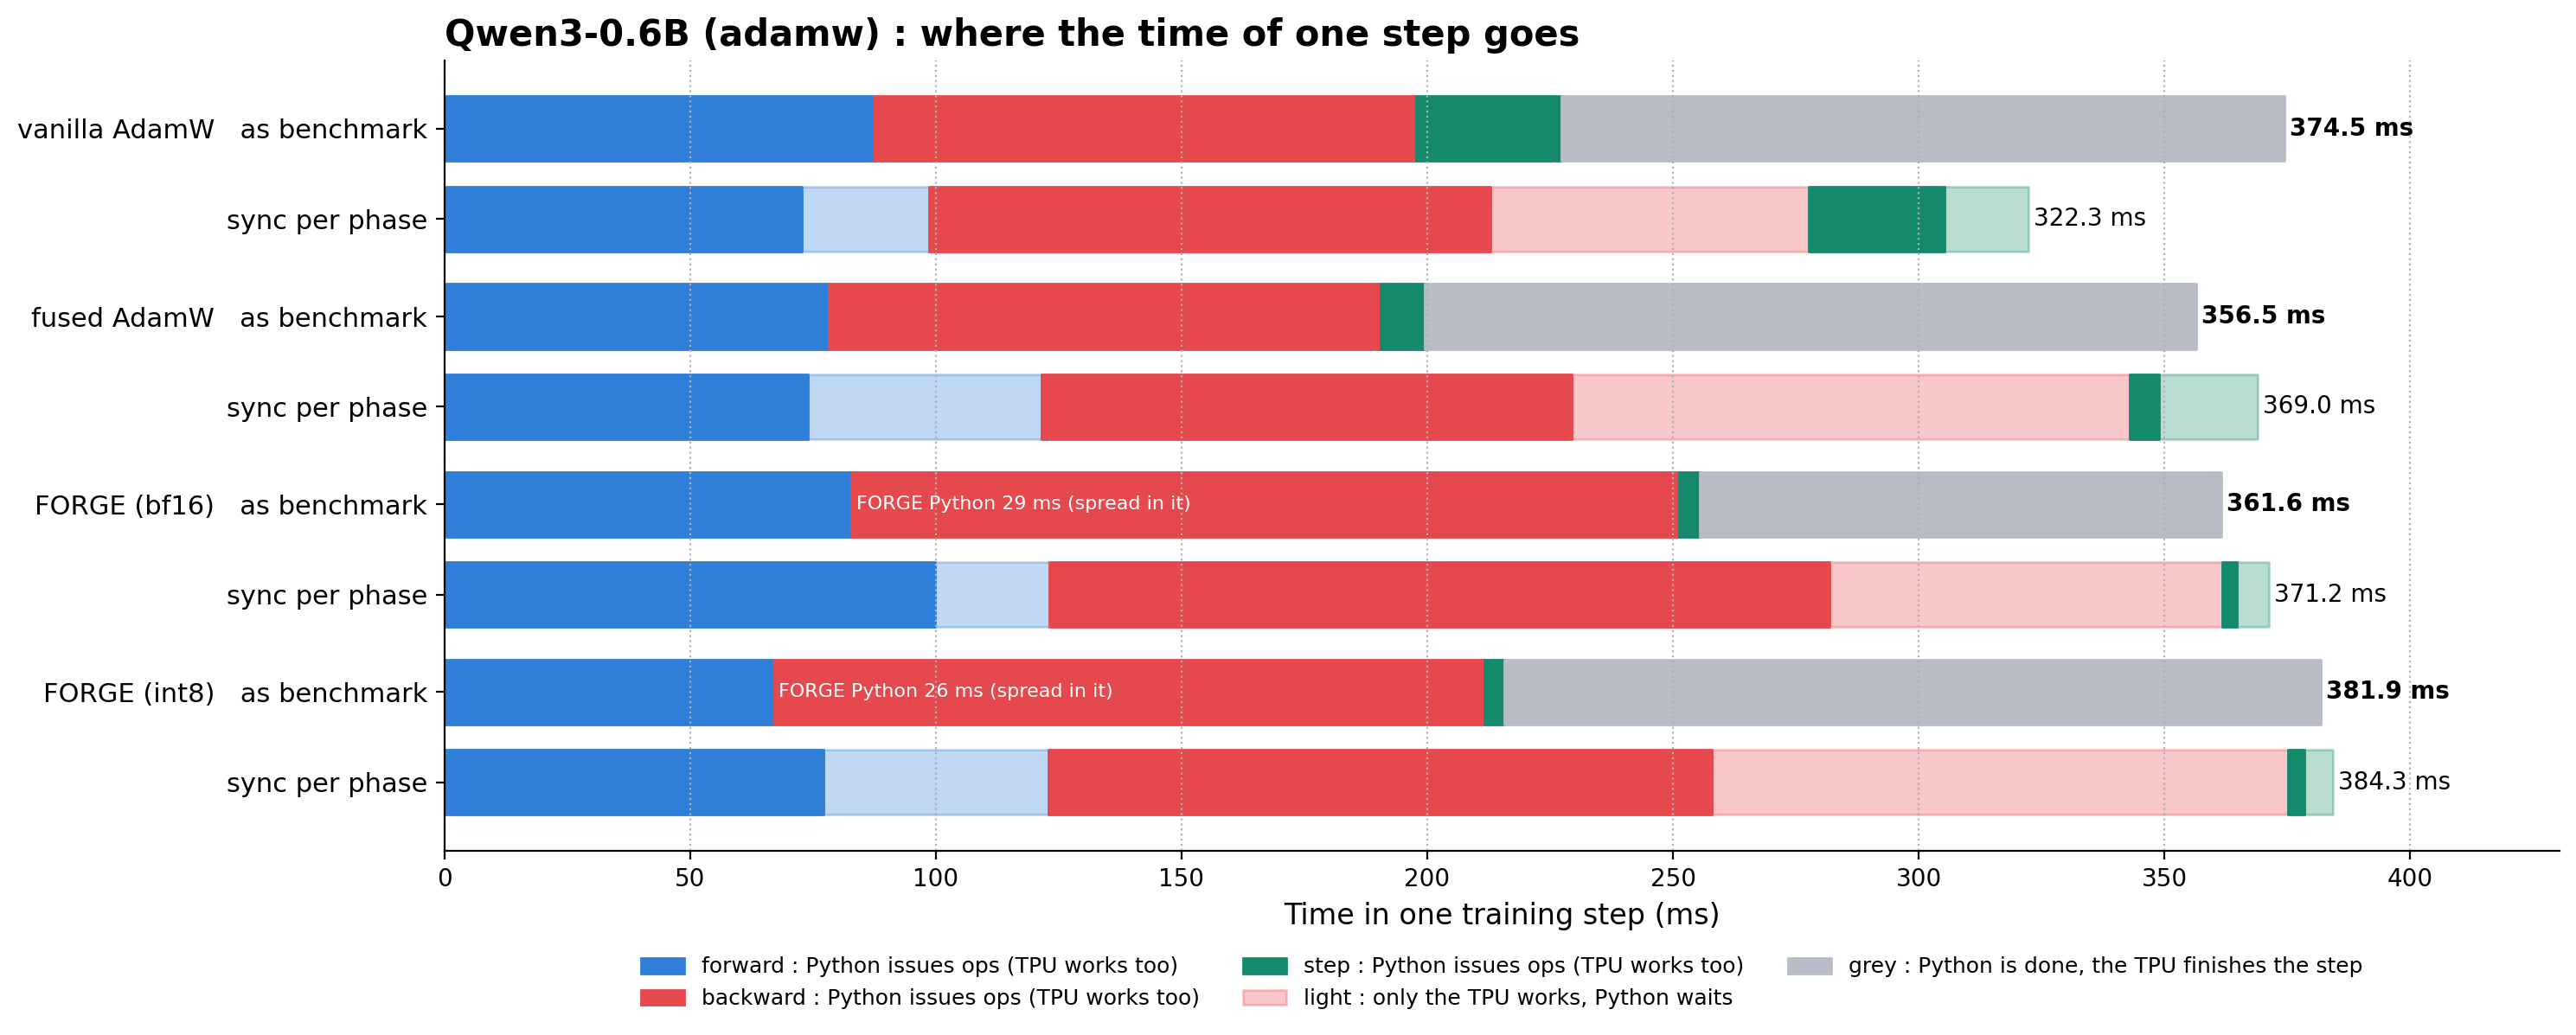 Qwen3-0.6B (adamw) : where the time of one step goes
vanilla AdamW as benchmark 374.5 ms
sync per phase 322.3 ms
fused AdamW as benchmark 356.5 ms
sync per phase 369.0 ms
FORGE (bf16) as benchmark FORGE Python 29 ms (spread in it) 361.6 ms
sync per phase 371.2 ms
FORGE (int8) as benchmark FORGE Python 26 ms (spread in it) 381.9 ms
sync per phase 384.3 ms
0 50 100 150 200 250 300 350 400
Time in one training step (ms)
forward : Python issues ops (TPU works too) step : Python issues ops (TPU works too) grey : Python is done, the TPU finishes the step
backward : Python issues ops (TPU works too) light : only the TPU works, Python waits